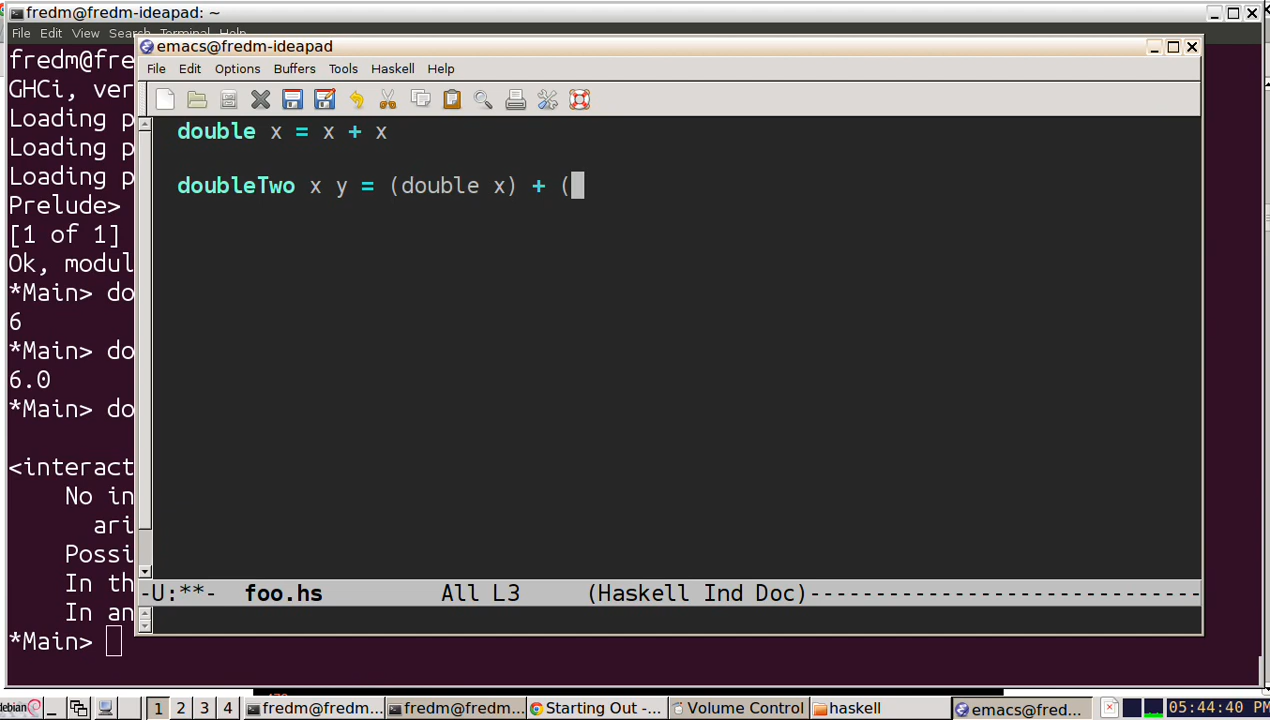 fredm@fredm-ideapad: ~
File Edit View Search Terminal Help
fredm@fre
GHCi, ver
Loading p
Loading p
Loading p
Prelude>
[1 of 1]
Ok, modul
*Main> do
6
*Main> do
6.0
*Main> do
<interact
No in
ari
Possi
In th
In an
*Main>
emacs@fredm-ideapad
File Edit Options Buffers Tools Haskell Help
double x = x + x
doubleTwo x y = (double x) + (
-U:**- foo.hs All L3 (Haskell Ind Doc)-----------------------------
debian 1 2 3 4 fredm@fredm... fredm@fredm... Starting Out -... Volume Control haskell emacs@fred... 05:44:40 PM